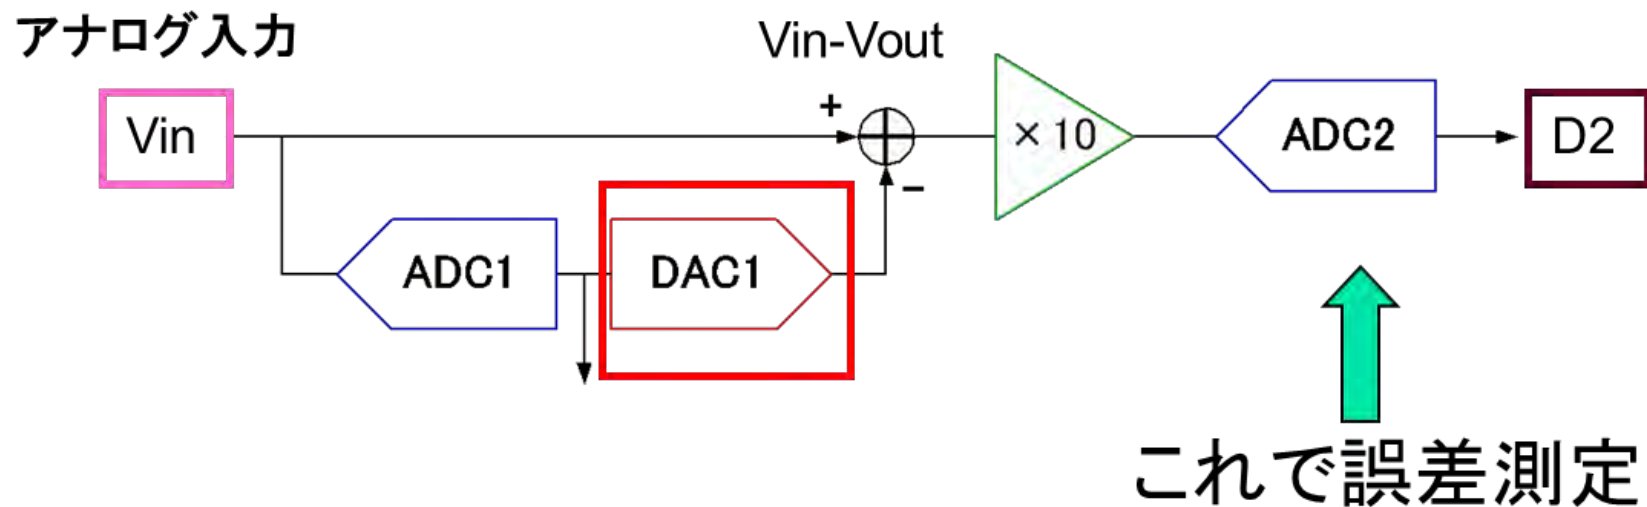 アナログ入力
Vin-Vout
Vin
+
×10
ADC2
D2
−
ADC1
DAC1
これで誤差測定